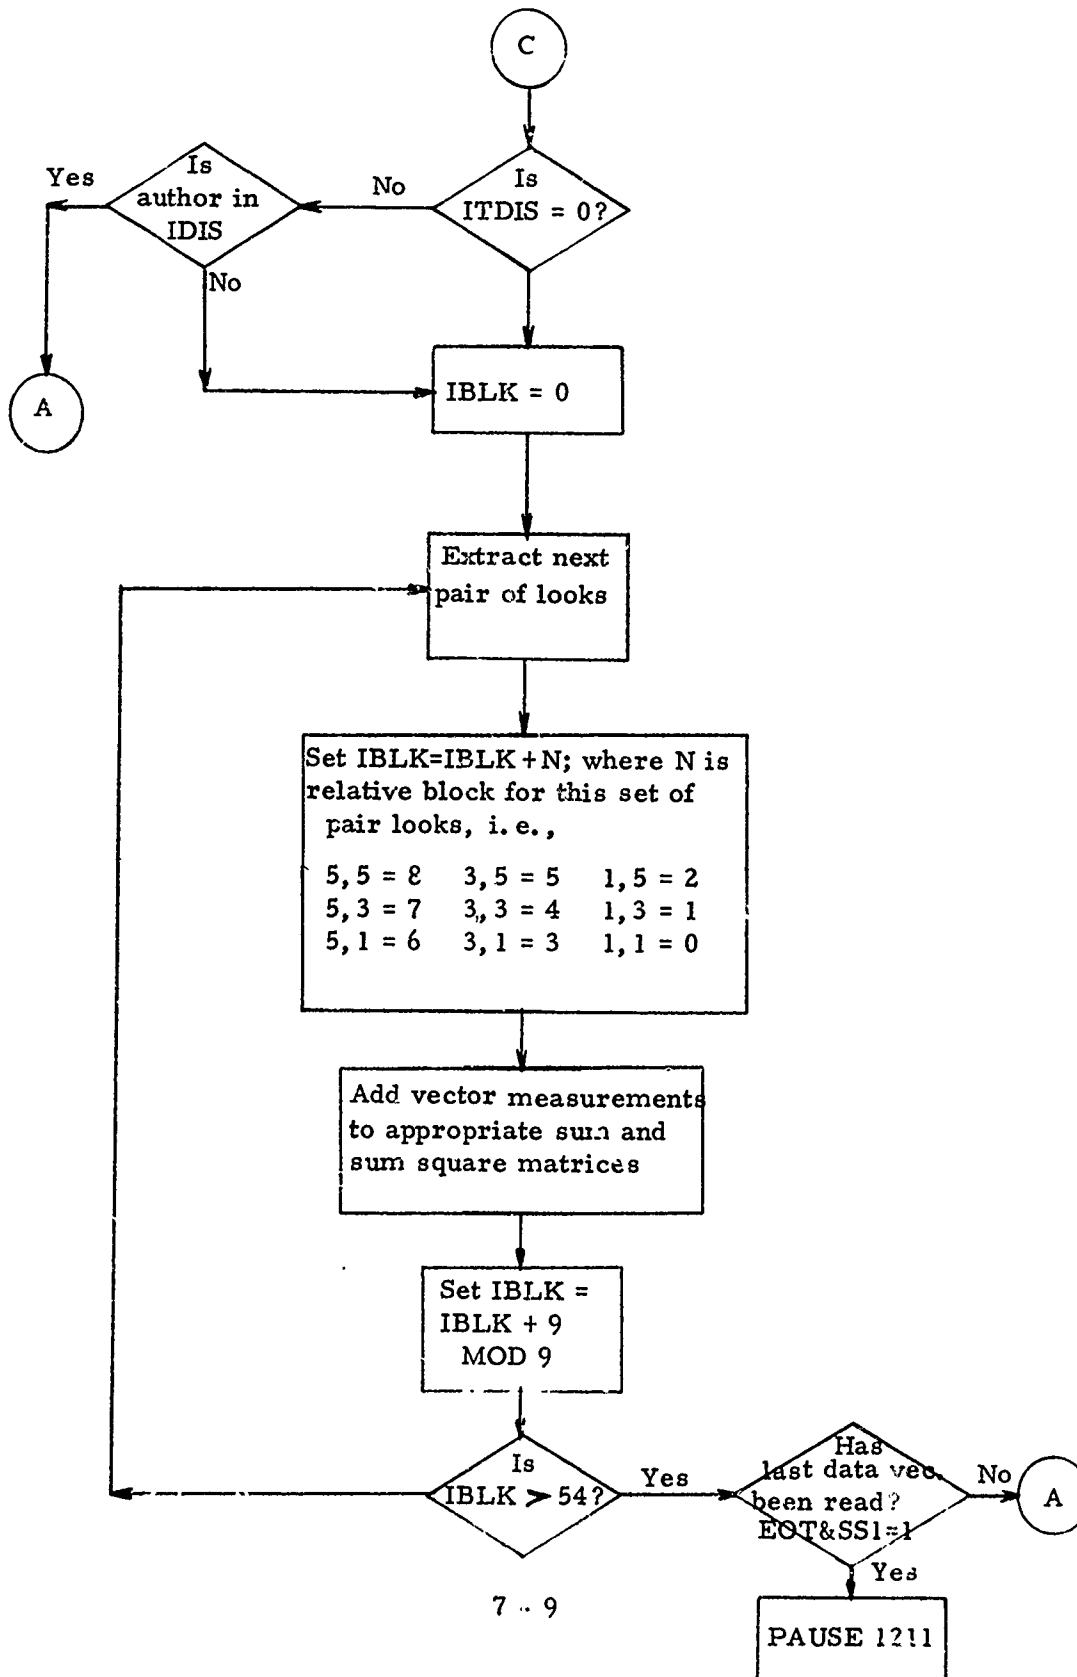 C
Is
ITDIS = 0?
No
Is
author in
IDIS
Yes
No
A
IBLK = 0
Extract next
pair of looks
Set IBLK=IBLK+N; where N is
relative block for this set of
pair looks, i.e.,
5,5 = 8 3,5 = 5 1,5 = 2
5,3 = 7 3,3 = 4 1,3 = 1
5,1 = 6 3,1 = 3 1,1 = 0
Add vector measurements
to appropriate sum and
sum square matrices
Set IBLK =
IBLK + 9
MOD 9
Is
IBLK > 54?
Yes
Has
last data vec.
been read?
EOT&SS1=1
No
A
Yes
PAUSE 1211
7-9